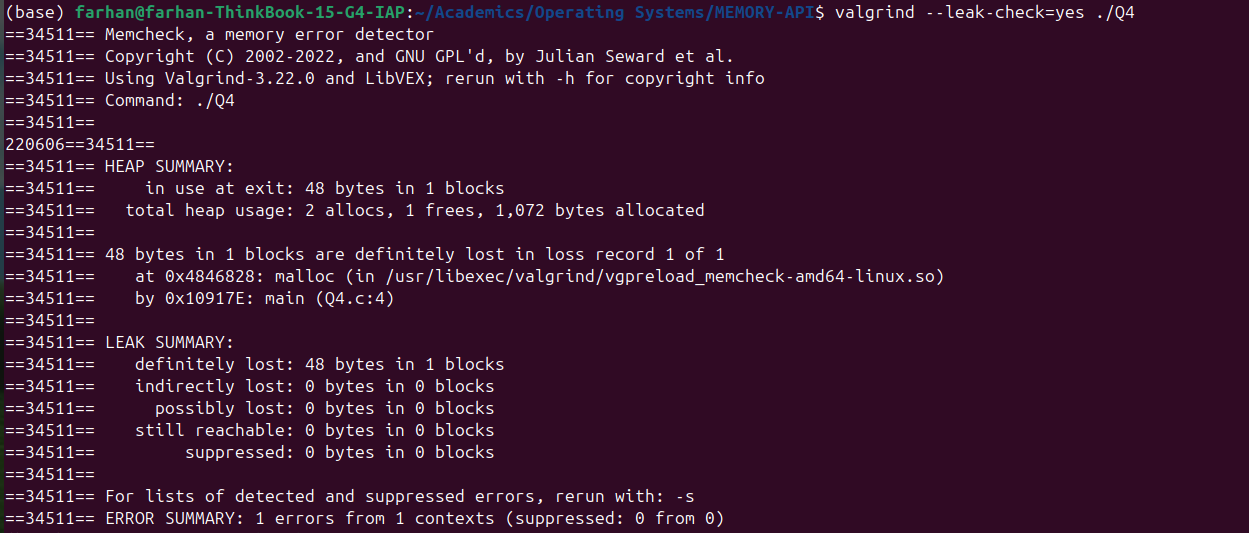 (base) farhan@farhan-ThinkBook-15-G4-IAP:~/Academics/Operating Systems/MEMORY-API$ valgrind --leak-check=yes ./Q4
==34511== Memcheck, a memory error detector
==34511== Copyright (C) 2002-2022, and GNU GPL'd, by Julian Seward et al.
==34511== Using Valgrind-3.22.0 and LibVEX; rerun with -h for copyright info
==34511== Command: ./Q4
==34511==
220606==34511==
==34511== HEAP SUMMARY:
==34511==     in use at exit: 48 bytes in 1 blocks
==34511==   total heap usage: 2 allocs, 1 frees, 1,072 bytes allocated
==34511==
==34511== 48 bytes in 1 blocks are definitely lost in loss record 1 of 1
==34511==    at 0x4846828: malloc (in /usr/libexec/valgrind/vgpreload_memcheck-amd64-linux.so)
==34511==    by 0x10917E: main (Q4.c:4)
==34511==
==34511== LEAK SUMMARY:
==34511==    definitely lost: 48 bytes in 1 blocks
==34511==    indirectly lost: 0 bytes in 0 blocks
==34511==      possibly lost: 0 bytes in 0 blocks
==34511==    still reachable: 0 bytes in 0 blocks
==34511==         suppressed: 0 bytes in 0 blocks
==34511==
==34511== For lists of detected and suppressed errors, rerun with: -s
==34511== ERROR SUMMARY: 1 errors from 1 contexts (suppressed: 0 from 0)